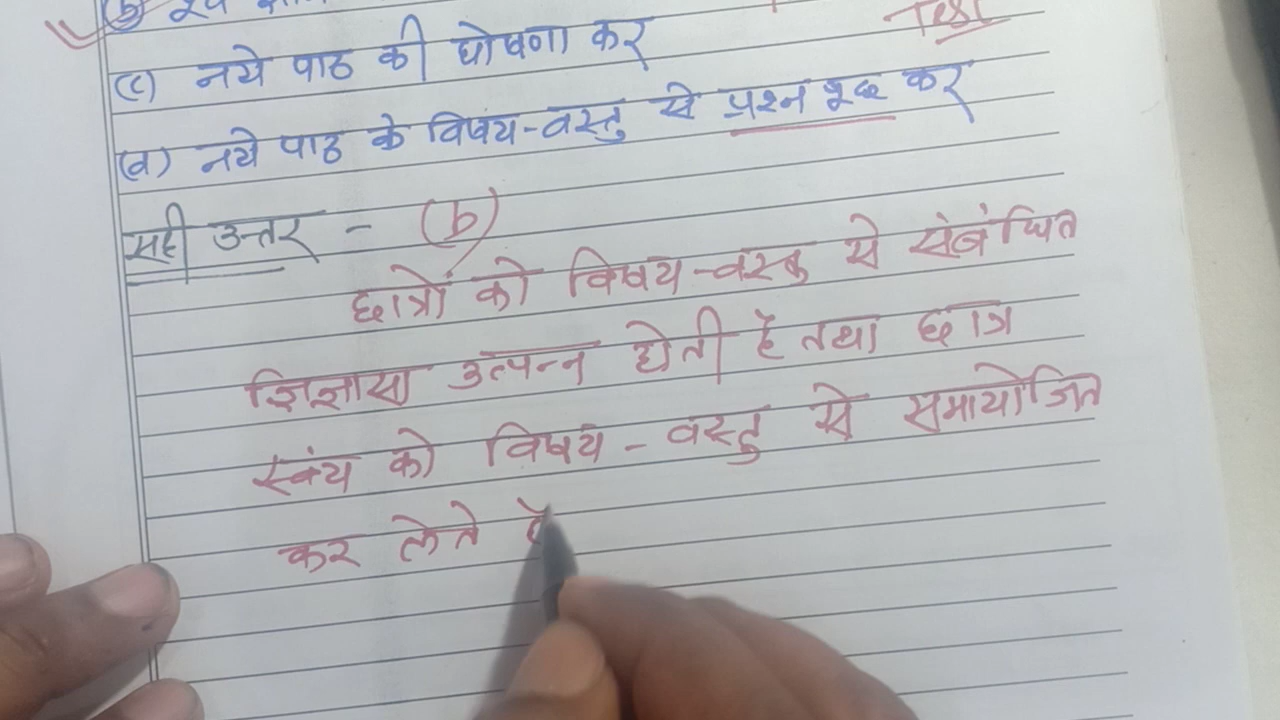 (b) पूर्व
Test
(c) नये पाठ की घोषणा कर
(d) नये पाठ के विषय-वस्तु से प्रश्न पूछ कर
सही उत्तर - (b)
छात्रों को विषय-वस्तु से संबंधित
जिज्ञासा उत्पन्न होती है तथा छात्र
स्वंय को विषय - वस्तु से समायोजित
कर लेते है